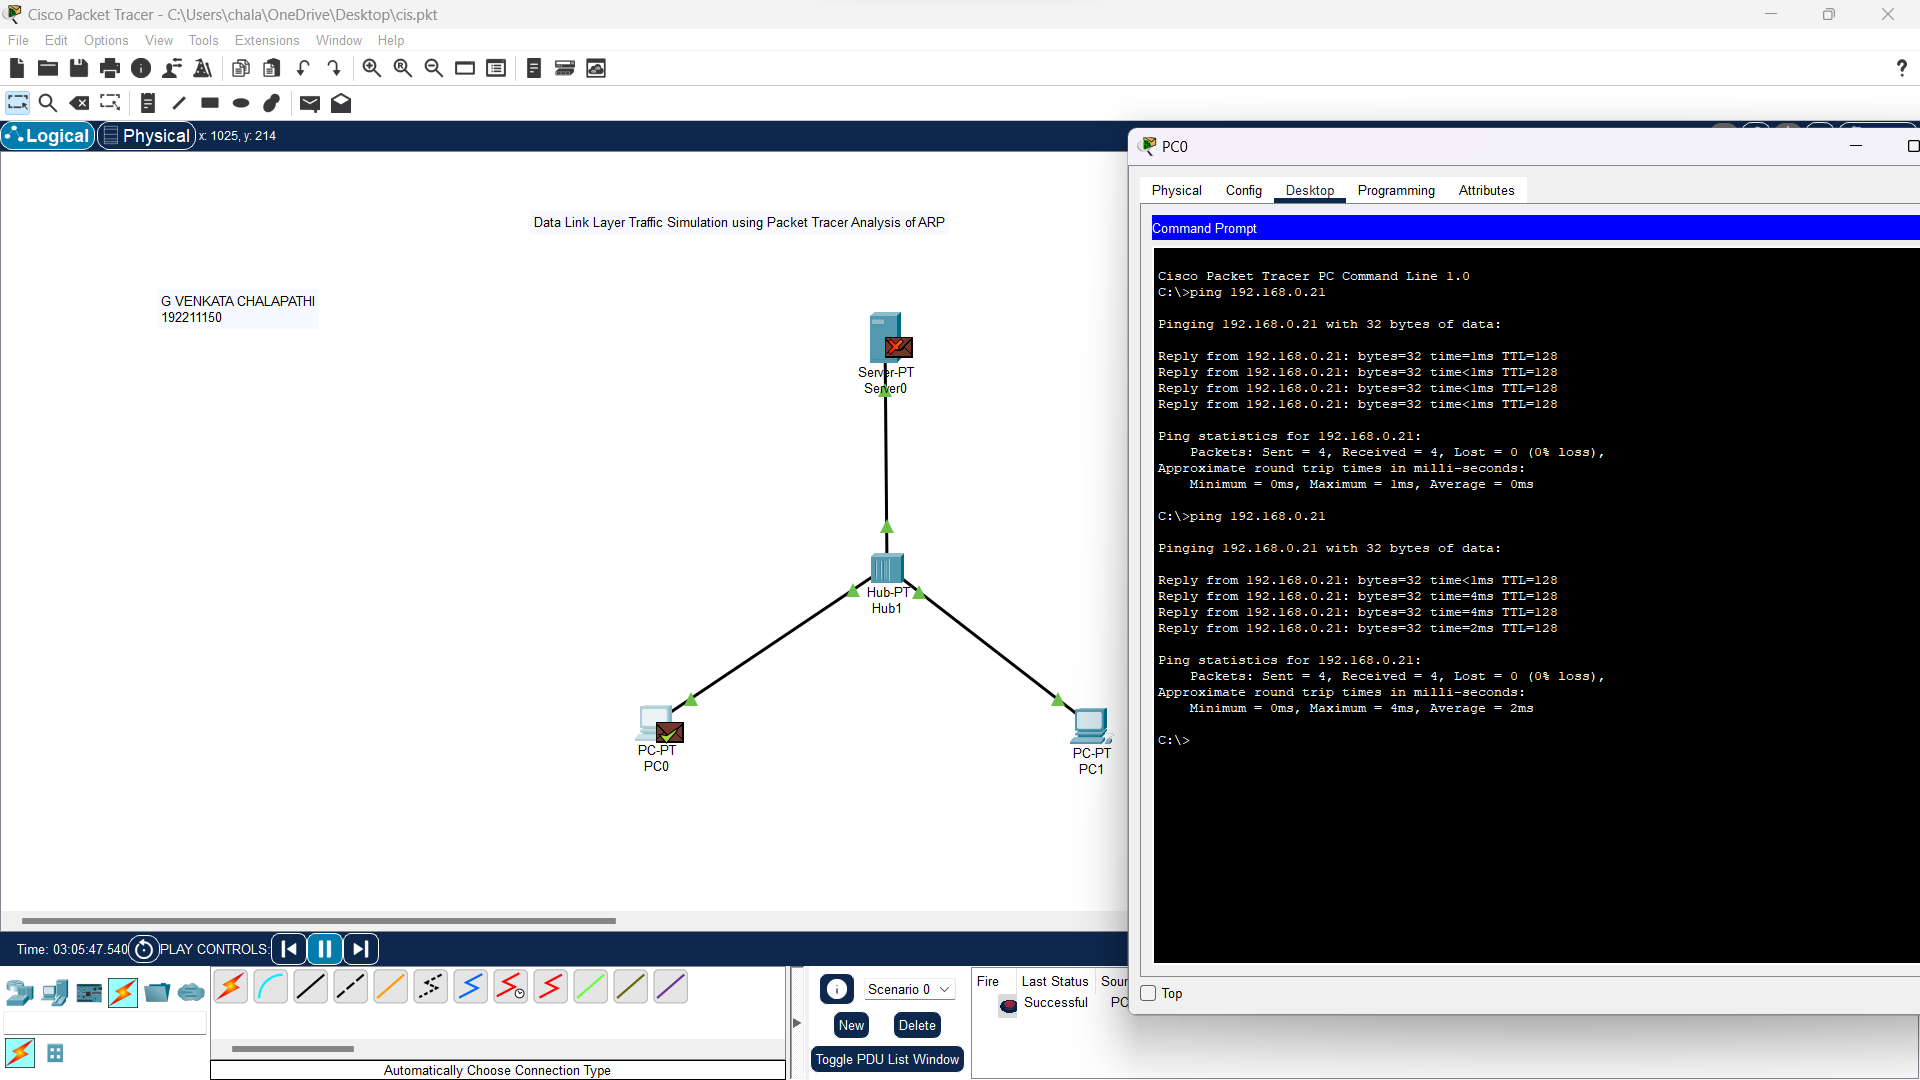 Cisco Packet Tracer - C:\Users\chala\OneDrive\Desktop\cis.pkt
File Edit Options View Tools Extensions Window Help
Logical Physical x: 1025, y: 214
Data Link Layer Traffic Simulation using Packet Tracer Analysis of ARP
G VENKATA CHALAPATHI
192211150
Server-PT
Server0
Hub-PT
Hub1
PC-PT
PC0
PC-PT
PC1
PC0
Physical Config Desktop Programming Attributes
Command Prompt
Cisco Packet Tracer PC Command Line 1.0
C:\>ping 192.168.0.21
Pinging 192.168.0.21 with 32 bytes of data:
Reply from 192.168.0.21: bytes=32 time=1ms TTL=128
Reply from 192.168.0.21: bytes=32 time<1ms TTL=128
Reply from 192.168.0.21: bytes=32 time<1ms TTL=128
Reply from 192.168.0.21: bytes=32 time<1ms TTL=128
Ping statistics for 192.168.0.21:
Packets: Sent = 4, Received = 4, Lost = 0 (0% loss),
Approximate round trip times in milli-seconds:
Minimum = 0ms, Maximum = 1ms, Average = 0ms
C:\>ping 192.168.0.21
Pinging 192.168.0.21 with 32 bytes of data:
Reply from 192.168.0.21: bytes=32 time<1ms TTL=128
Reply from 192.168.0.21: bytes=32 time=4ms TTL=128
Reply from 192.168.0.21: bytes=32 time=4ms TTL=128
Reply from 192.168.0.21: bytes=32 time=2ms TTL=128
Ping statistics for 192.168.0.21:
Packets: Sent = 4, Received = 4, Lost = 0 (0% loss),
Approximate round trip times in milli-seconds:
Minimum = 0ms, Maximum = 4ms, Average = 2ms
C:\>
Top
Time: 03:05:47.540 PLAY CONTROLS:
Scenario 0
New Delete
Toggle PDU List Window
Fire Last Status Sour
Successful PC
Automatically Choose Connection Type